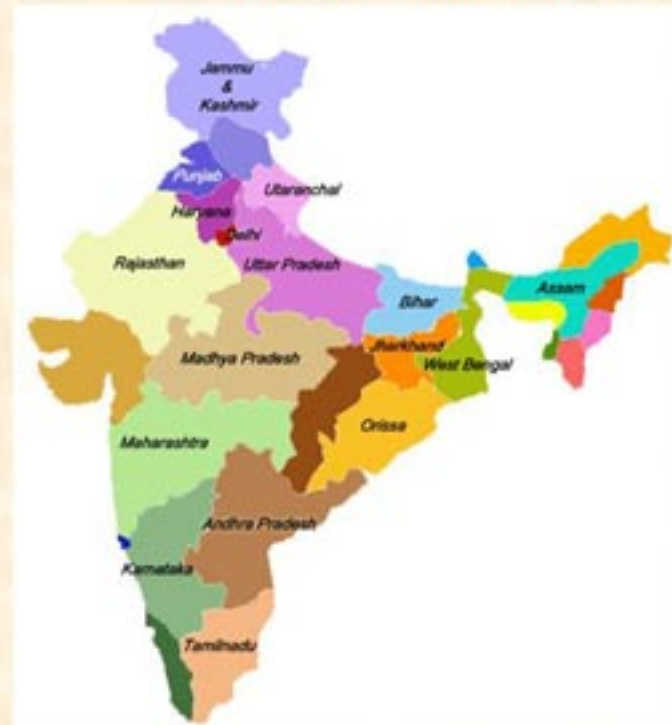 Jammu
&
Kashmir
Punjab
Utaranchal
Haryana
Delhi
Rajasthan
Uttar Pradesh
Bihar
Assam
Madhya Pradesh
Jharkhand
West Bengal
Maharashtra
Orissa
Andhra Pradesh
Karnataka
Tamilnadu